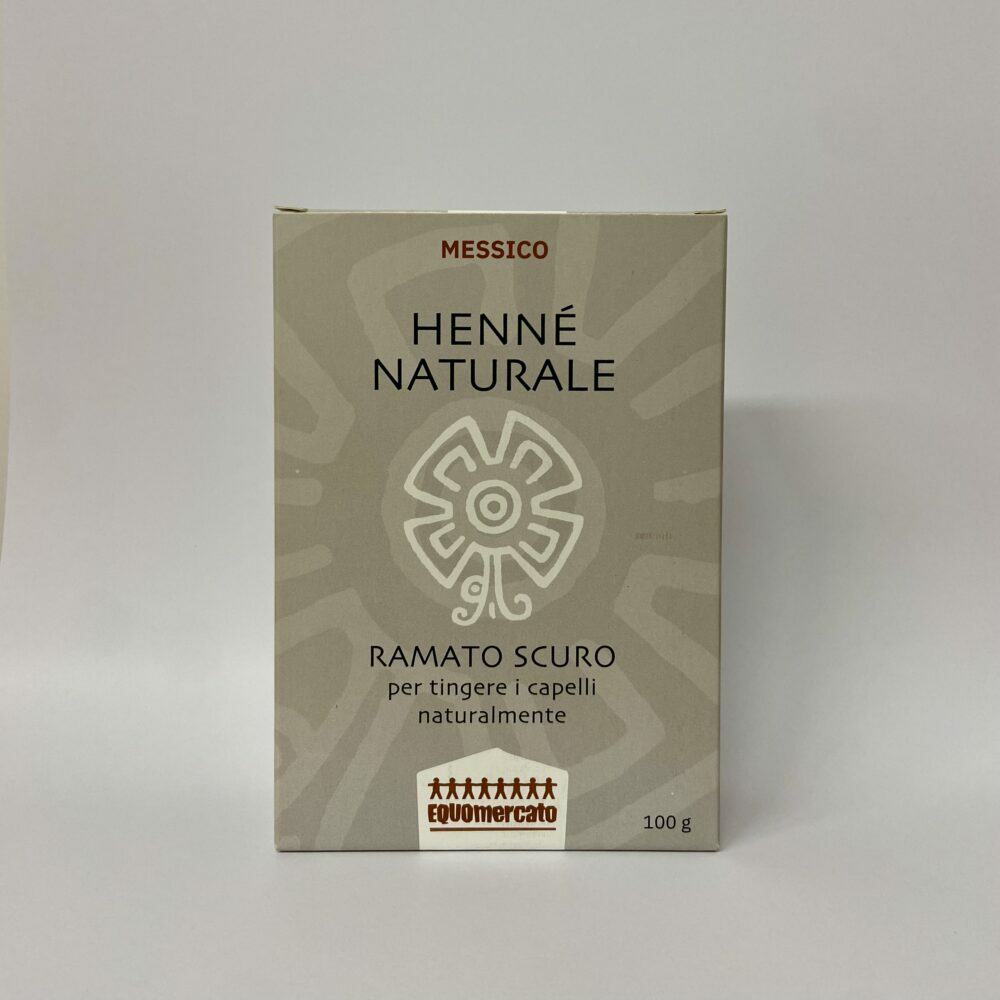 MESSICO
HENNÉ
NATURALE
RAMATO SCURO
per tingere i capelli
naturalmente
EQUOmercato
100 g